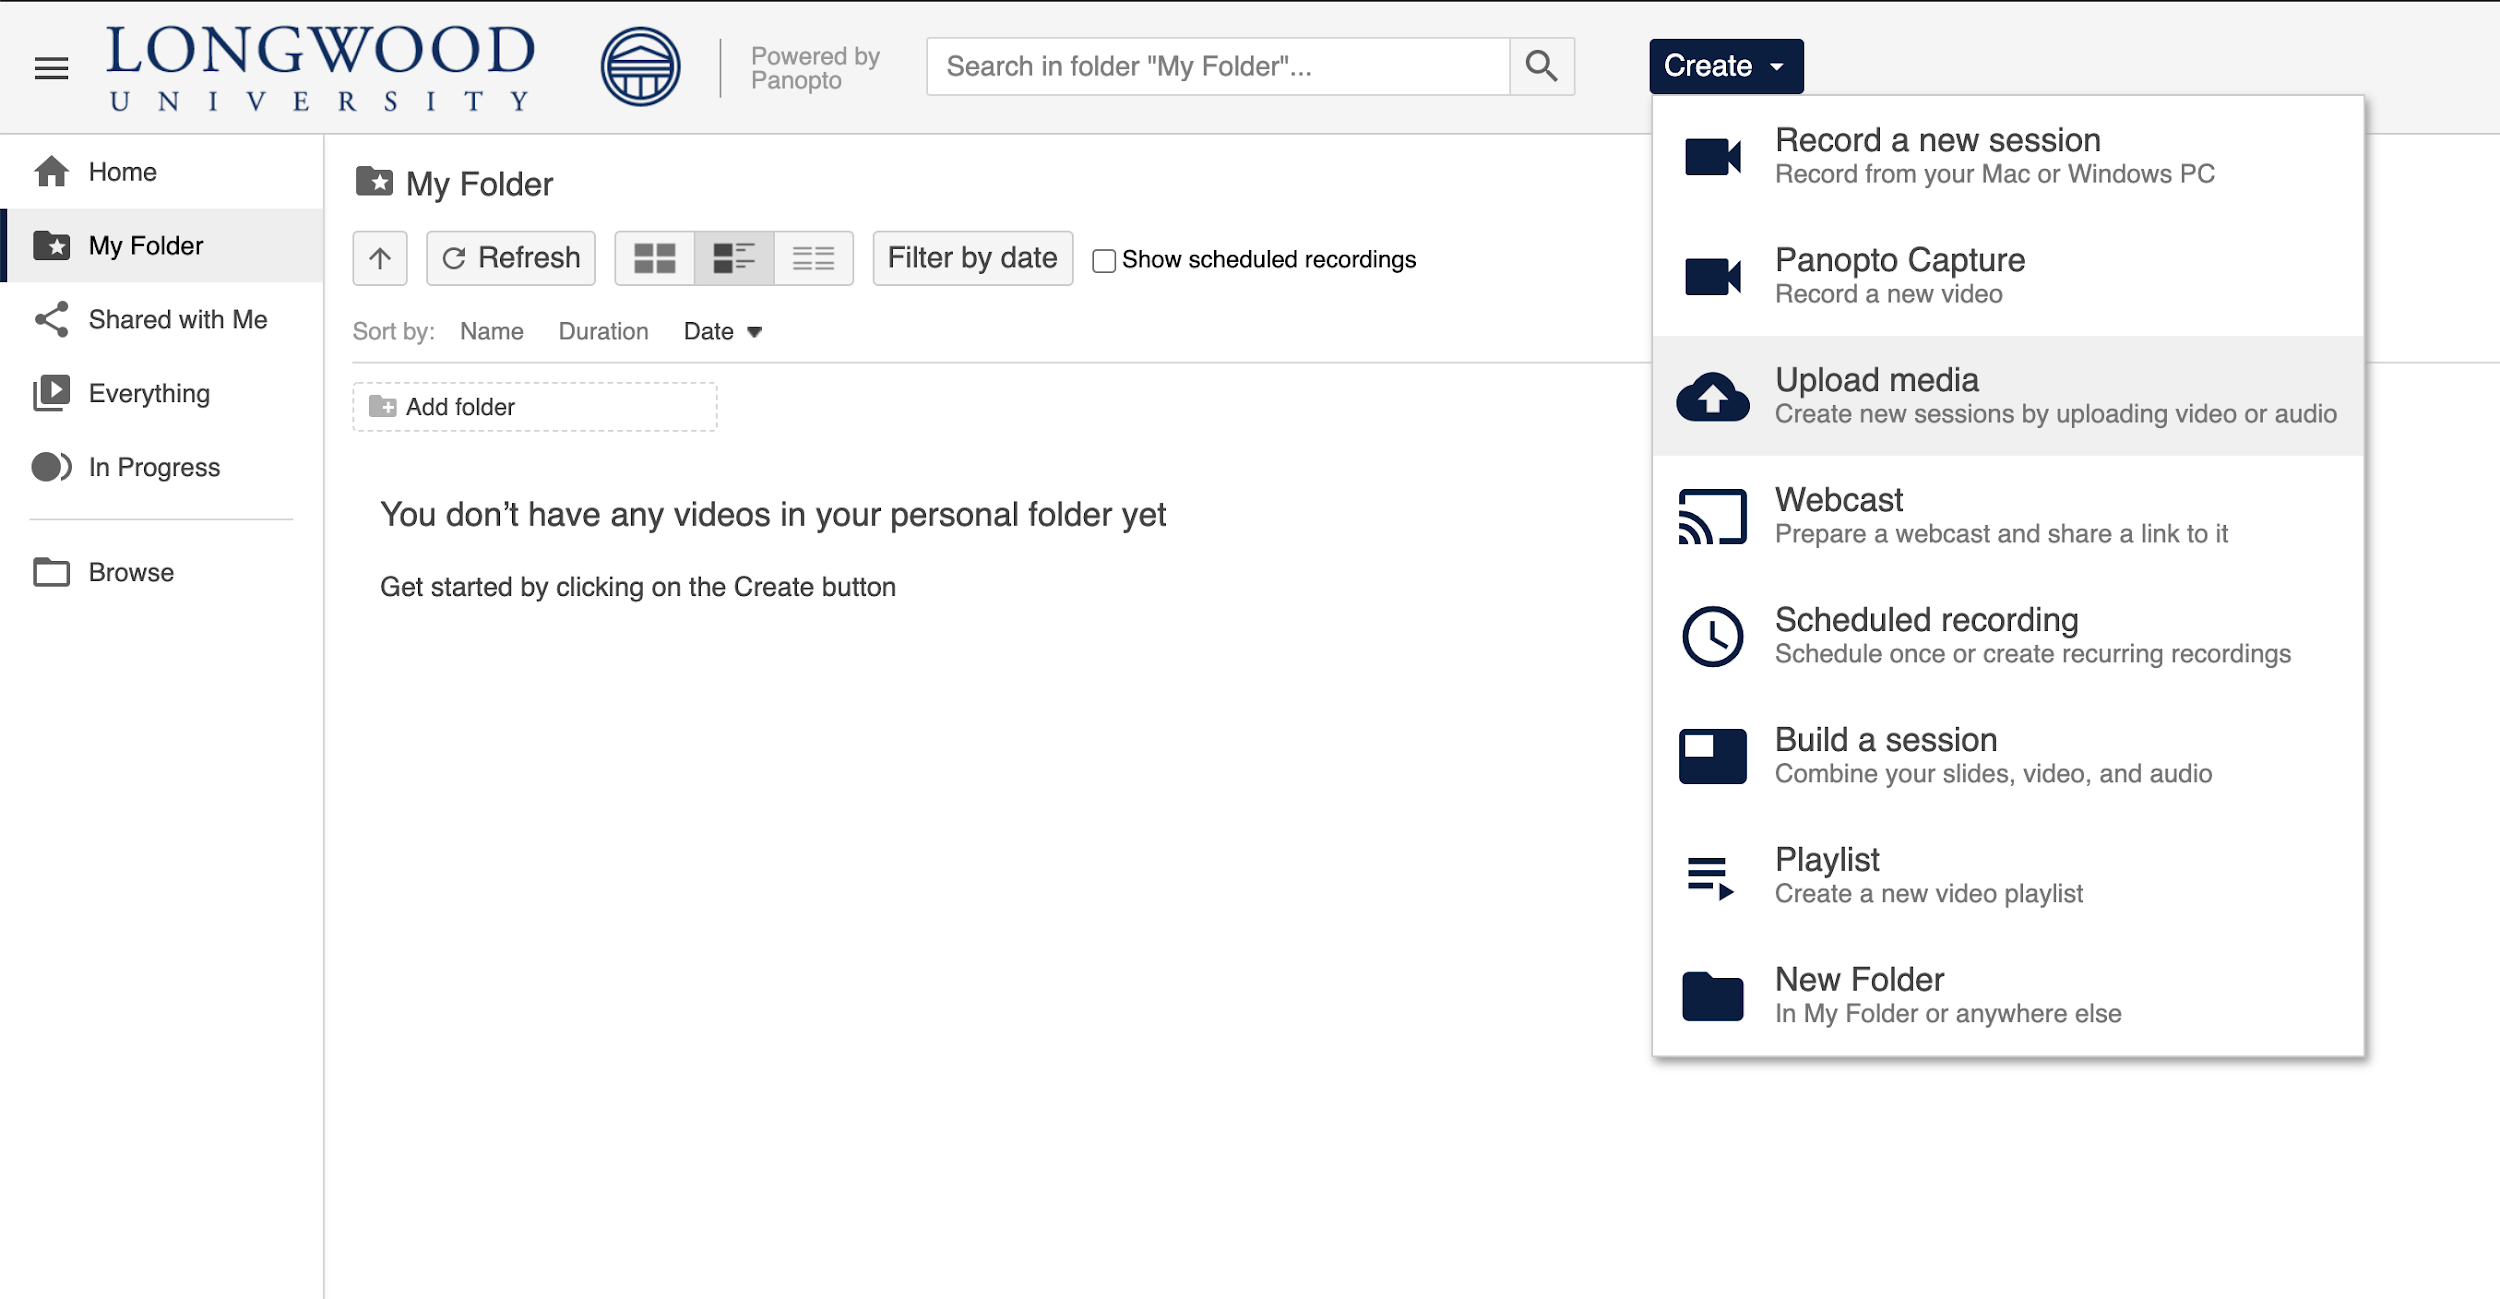 LONGWOOD
UNIVERSITY
Powered by
Panopto
Search in folder "My Folder"...
Create
Home
My Folder
Shared with Me
Everything
In Progress
Browse
My Folder
Refresh
Filter by date
Show scheduled recordings
Sort by: Name Duration Date
Add folder
You don’t have any videos in your personal folder yet
Get started by clicking on the Create button
Record a new session
Record from your Mac or Windows PC
Panopto Capture
Record a new video
Upload media
Create new sessions by uploading video or audio
Webcast
Prepare a webcast and share a link to it
Scheduled recording
Schedule once or create recurring recordings
Build a session
Combine your slides, video, and audio
Playlist
Create a new video playlist
New Folder
In My Folder or anywhere else